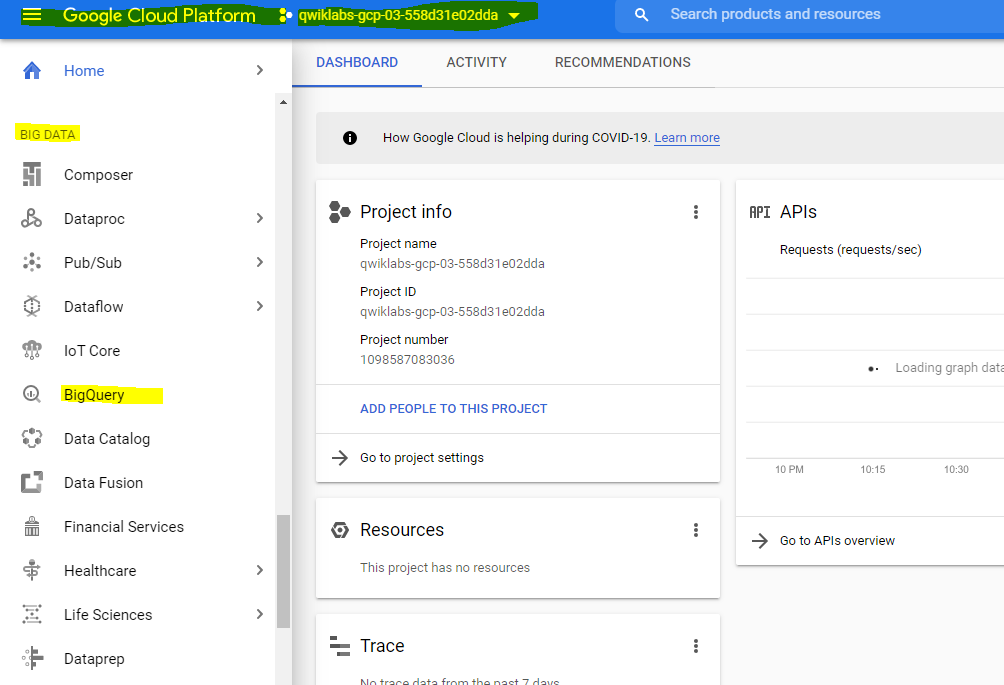 Google Cloud Platform
qwiklabs-gcp-03-558d31e02dda
Search products and resources
Home
BIG DATA
Composer
Dataproc
Pub/Sub
Dataflow
IoT Core
BigQuery
Data Catalog
Data Fusion
Financial Services
Healthcare
Life Sciences
Dataprep
DASHBOARD
ACTIVITY
RECOMMENDATIONS
How Google Cloud is helping during COVID-19. Learn more
Project info
Project name
qwiklabs-gcp-03-558d31e02dda
Project ID
qwiklabs-gcp-03-558d31e02dda
Project number
1098587083036
ADD PEOPLE TO THIS PROJECT
Go to project settings
Resources
This project has no resources
Trace
No trace data from the past 7 days
API APIs
Requests (requests/sec)
Loading graph data
10 PM
10:15
10:30
Go to APIs overview